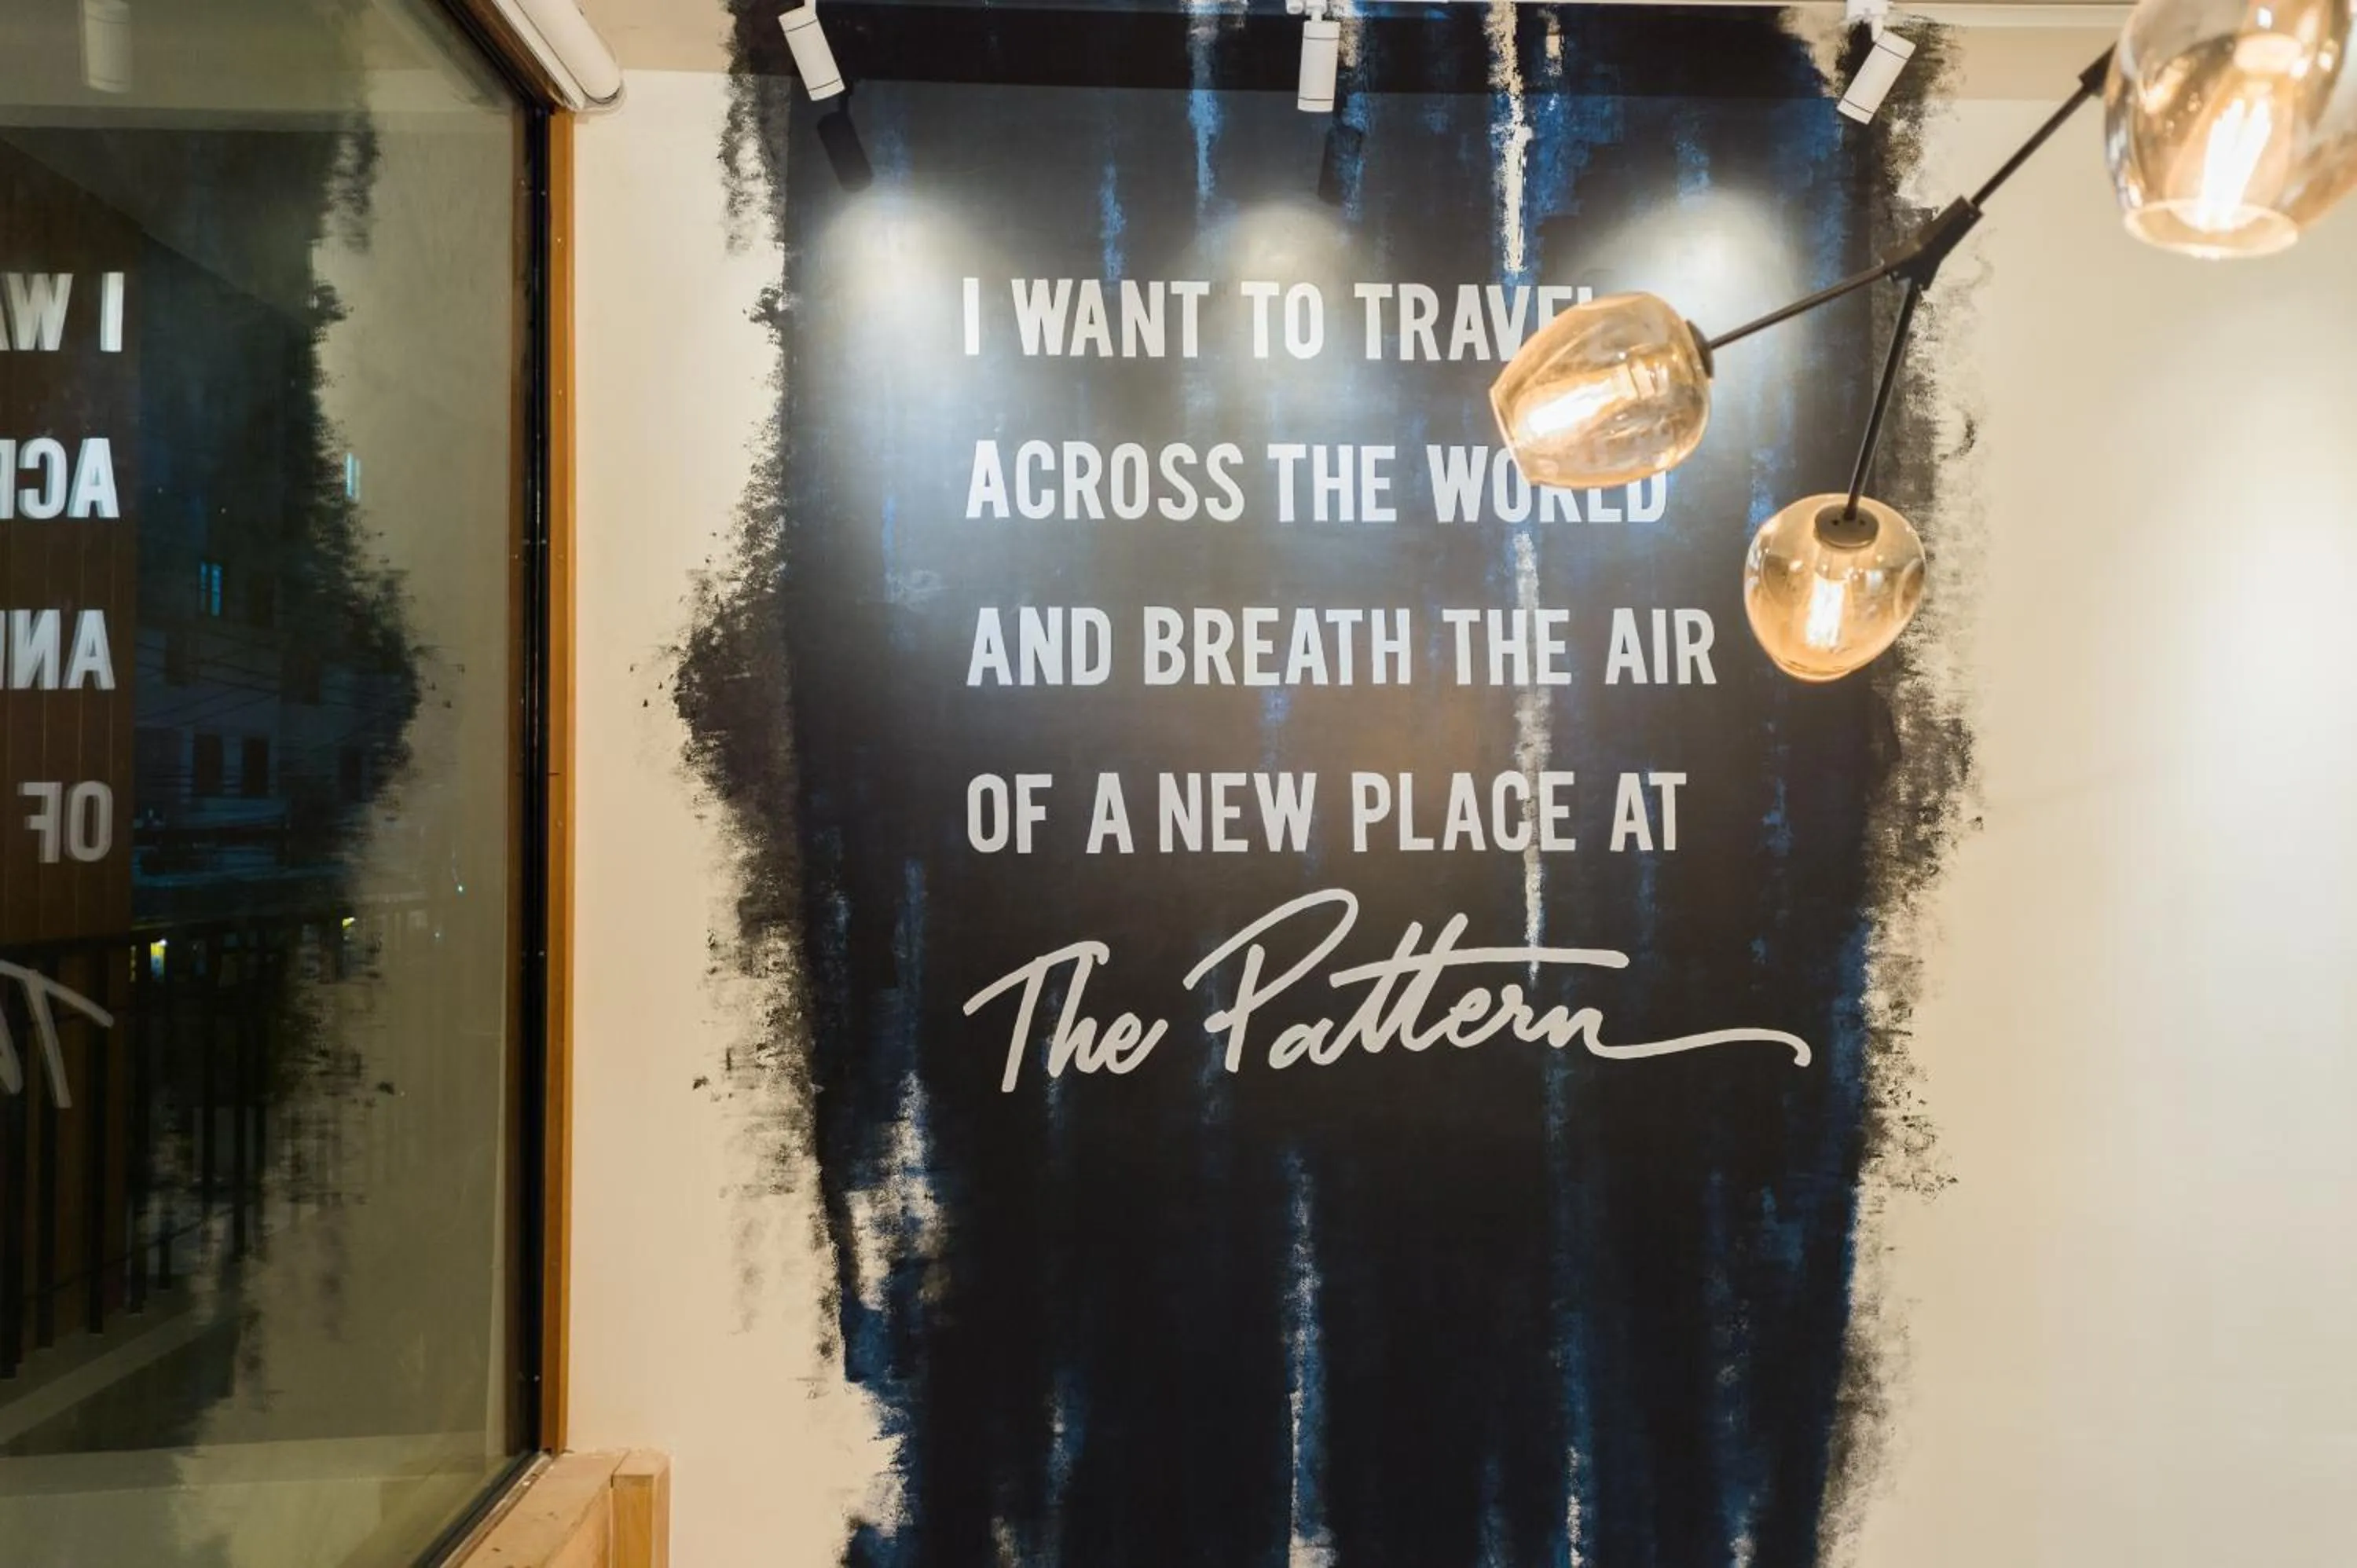 I WANT TO TRAVEL
ACROSS THE WORLD
AND BREATH THE AIR
OF A NEW PLACE AT
The Pattern